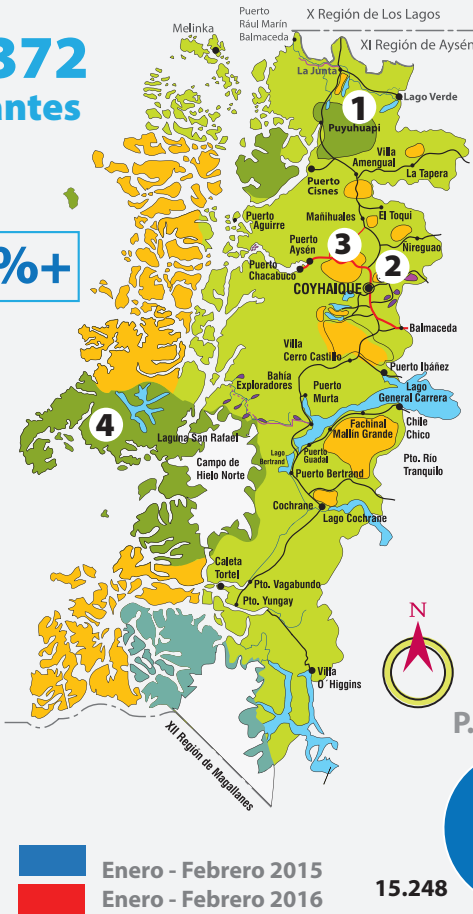 372
antes
%+
Puerto
Rául Marín
Balmaceda
X Región de Los Lagos
XI Región de Aysén
Melinka
La Junta
Lago Verde
1
Puyuhuapi
Villa
Amengual
La Tapera
Puerto
Cisnes
Mañihuales
El Toqui
Puerto
Aguirre
3
Ñireguao
Puerto
Aysén
Puerto
Chacabuco
2
COYHAIQUE
Balmaceda
Villa
Cerro Castillo
Puerto Ibáñez
Bahía
Exploradores
Puerto
Murta
Lago
General Carrera
Chile
Chico
4
Laguna San Rafael
Fachinal
Mallín Grande
Lago
Bertrand
Puerto
Guadal
Pto. Río
Tranquilo
Campo de
Hielo Norte
Puerto Bertrand
Cochrane
Lago Cochrane
Caleta
Tortel
Pto. Vagabundo
Pto. Yungay
N
Villa
O´Higgins
P.
XII Región de Magallanes
Enero - Febrero 2015
Enero - Febrero 2016
15.248